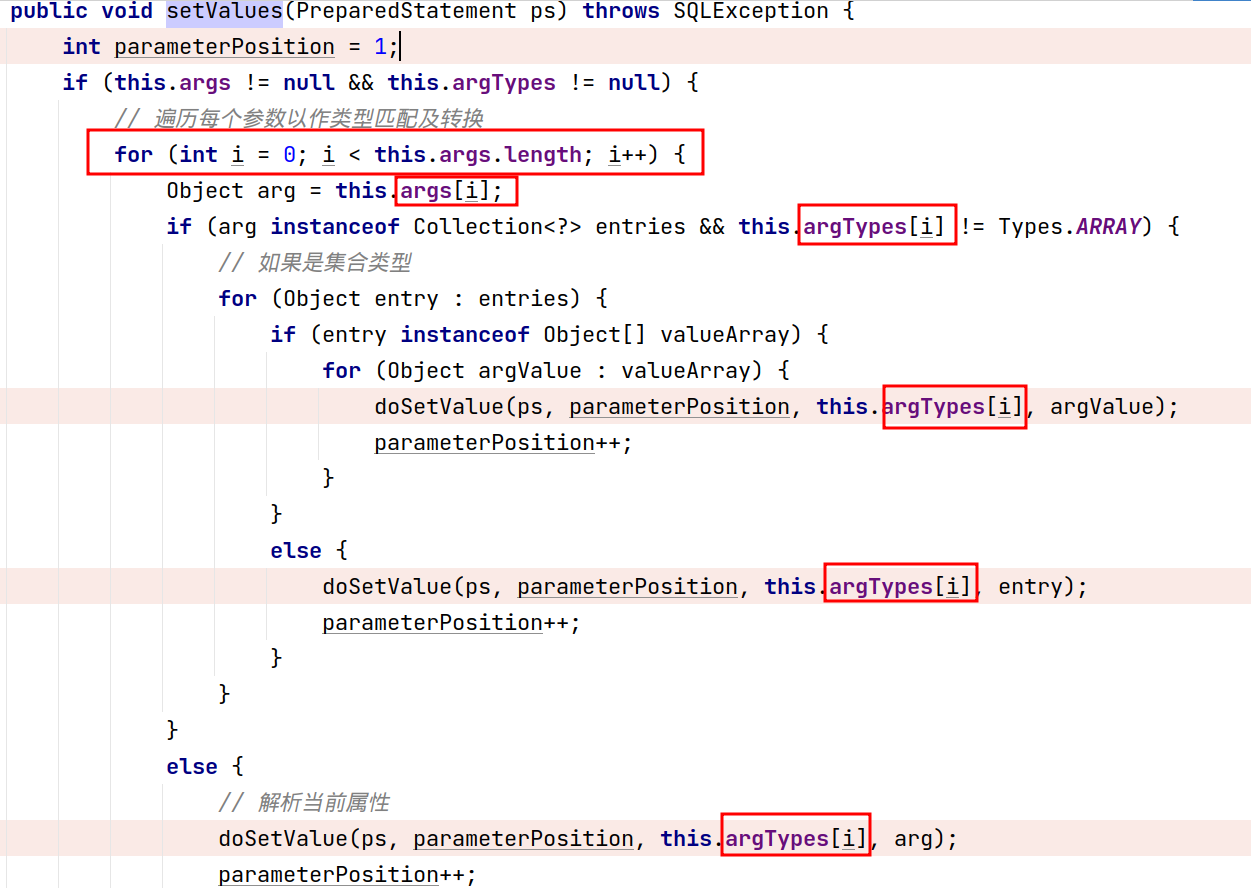 public void setValues(PreparedStatement ps) throws SQLException {
int parameterPosition = 1;
if (this.args != null && this.argTypes != null) {
// 遍历每个参数以作类型匹配及转换
for (int i = 0; i < this.args.length; i++) {
Object arg = this.args[i];
if (arg instanceof Collection<?> entries && this.argTypes[i] != Types.ARRAY) {
// 如果是集合类型
for (Object entry : entries) {
if (entry instanceof Object[] valueArray) {
for (Object argValue : valueArray) {
doSetValue(ps, parameterPosition, this.argTypes[i], argValue);
parameterPosition++;
}
}
else {
doSetValue(ps, parameterPosition, this.argTypes[i], entry);
parameterPosition++;
}
}
}
else {
// 解析当前属性
doSetValue(ps, parameterPosition, this.argTypes[i], arg);
parameterPosition++;